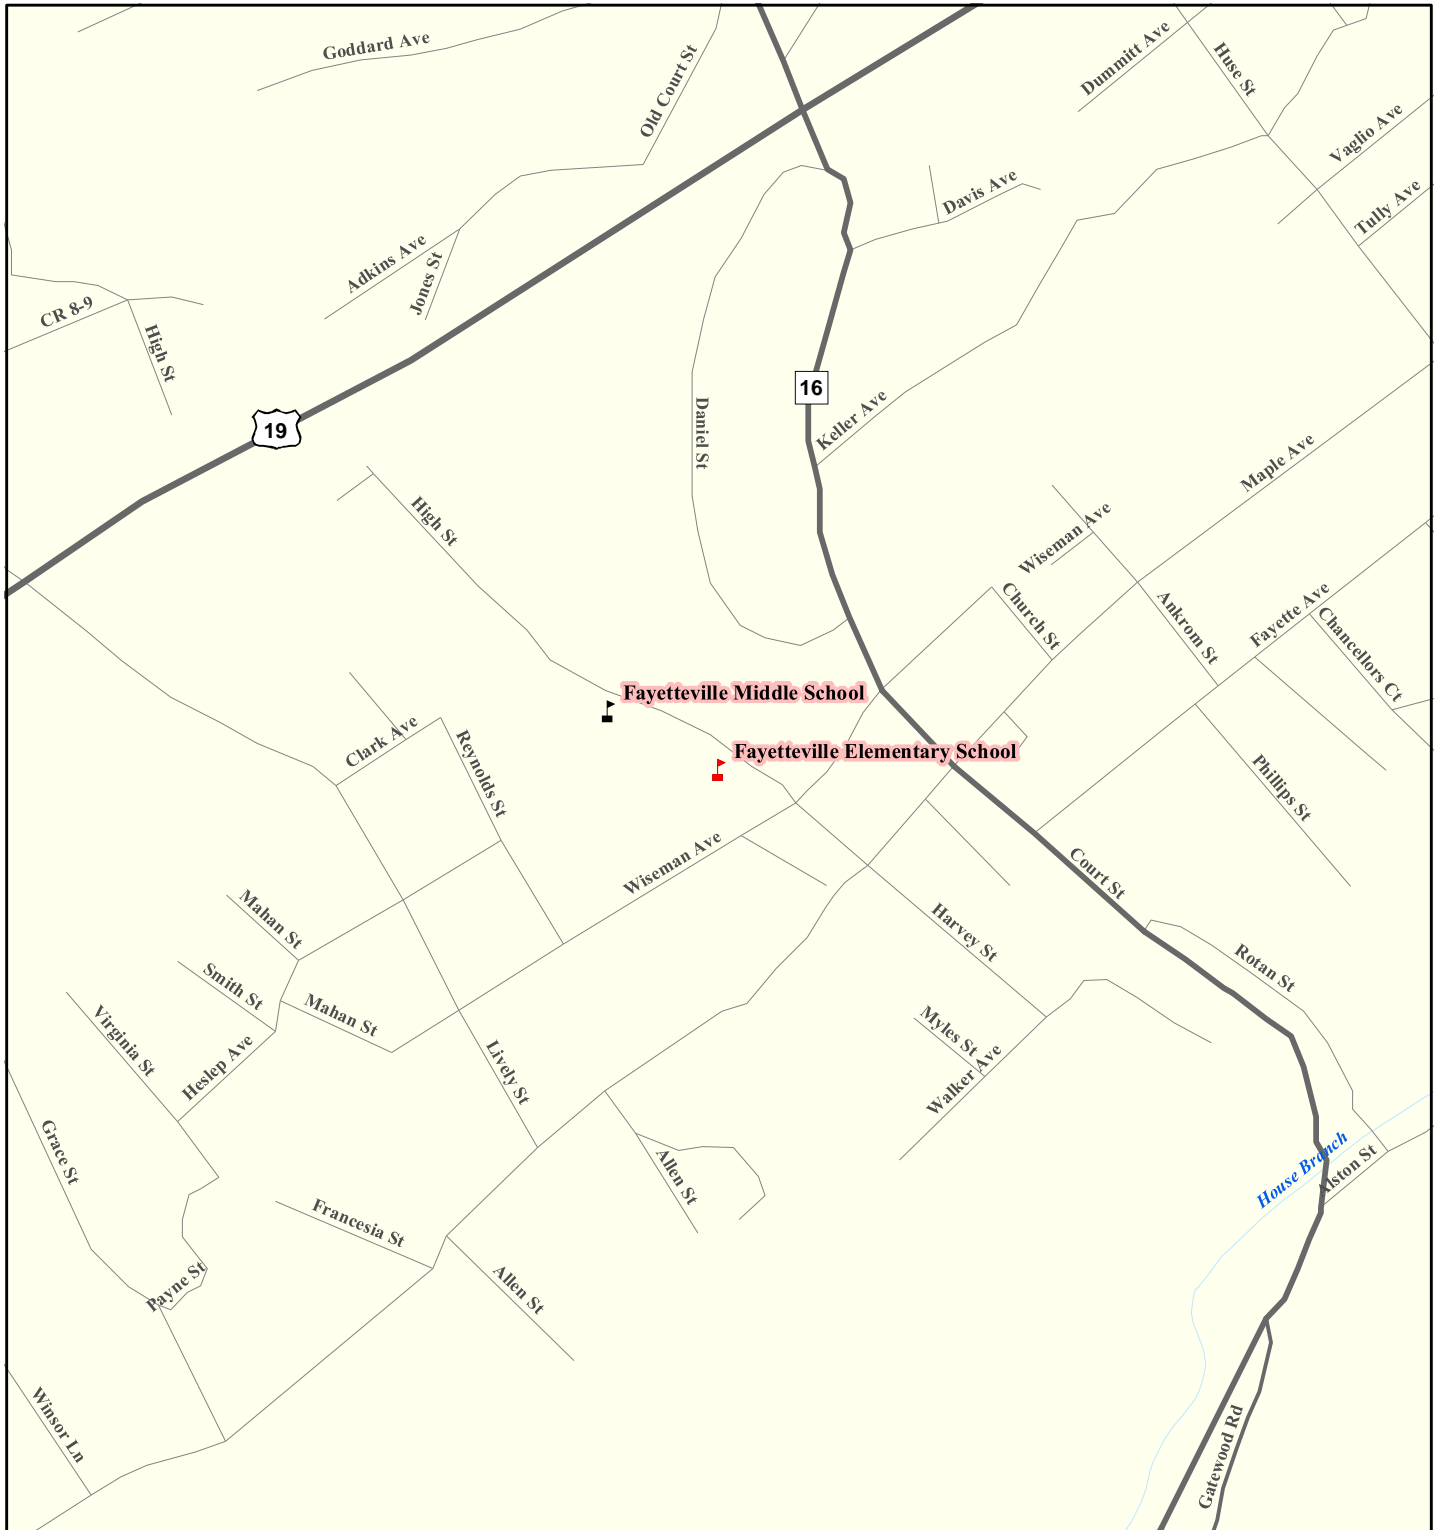 Goddard Ave
Old Court St
Dummitt Ave
Huse St
Vaglio Ave
Tully Ave
Davis Ave
Adkins Ave
Jones St
CR 8-9
High St
19
16
Daniel St
Keller Ave
Maple Ave
High St
Wiseman Ave
Church St
Ankrom St
Fayette Ave
Chancellors Ct
Fayetteville Middle School
Fayetteville Elementary School
Clark Ave
Reynolds St
Phillips St
Wiseman Ave
Court St
Mahan St
Harvey St
Rotan St
Smith St
Mahan St
Virginia St
Heslep Ave
Lively St
Myles St
Walker Ave
Grace St
Allen St
House Branch
Alston St
Francesia St
Payne St
Allen St
Winsor Ln
Gatewood Rd